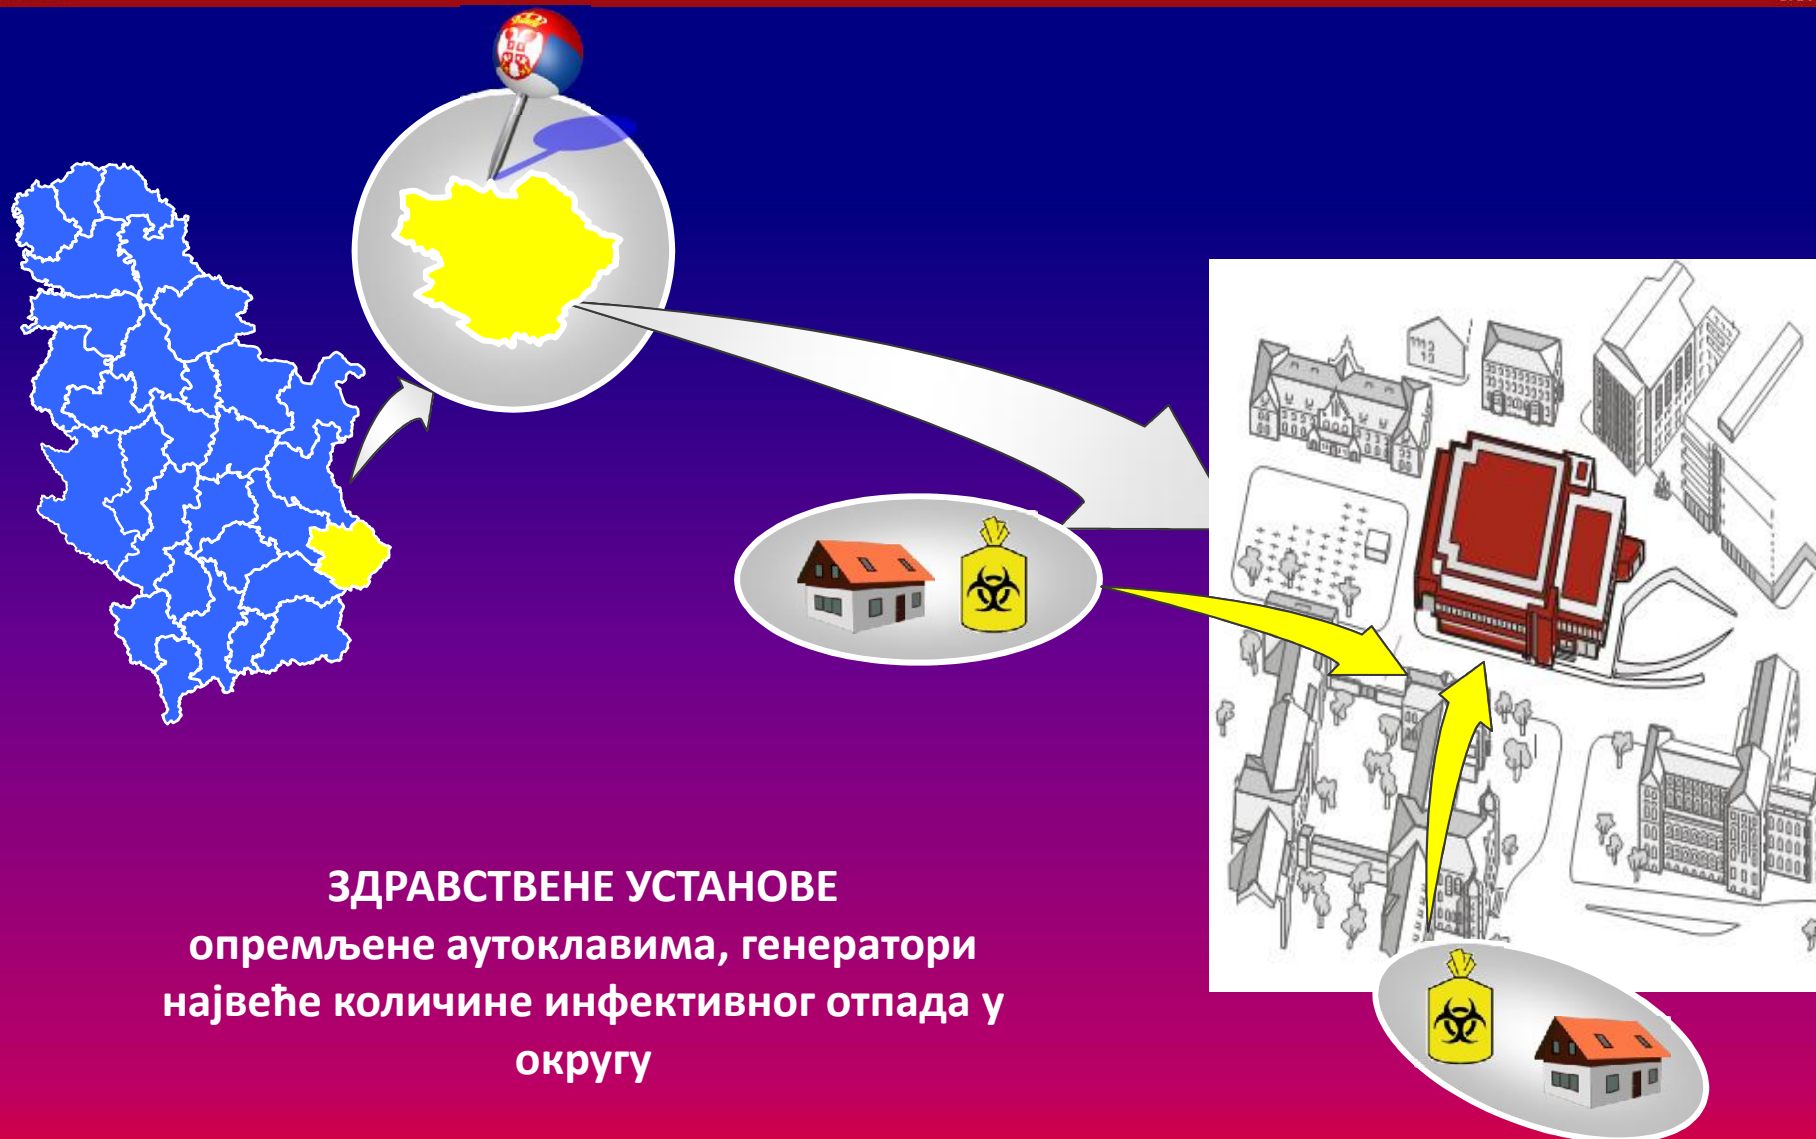 ЗДРАВСТВЕНЕ УСТАНОВЕ
опремљене аутоклавима, генератори
највеће количине инфективног отпада у
округу